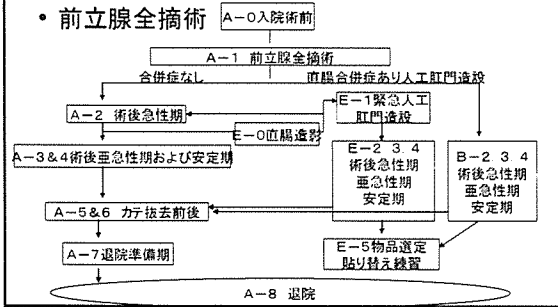 ・ 前立腺全摘術
A-0入院術前
A-1 前立腺全摘術
合併症なし
直腸合併症あり人工肛門造設
A-2 術後急性期
E-1緊急人工
肛門造設
E-0直腸造影
A-3&4術後亜急性期および安定期
E-2 3.4
術後急性期
亜急性期
安定期
B-2.3.4
術後急性期
亜急性期
安定期
A-5&6 カテ抜去前後
A-7退院準備期
E-5物品選定
貼り替え練習
A-8 退院